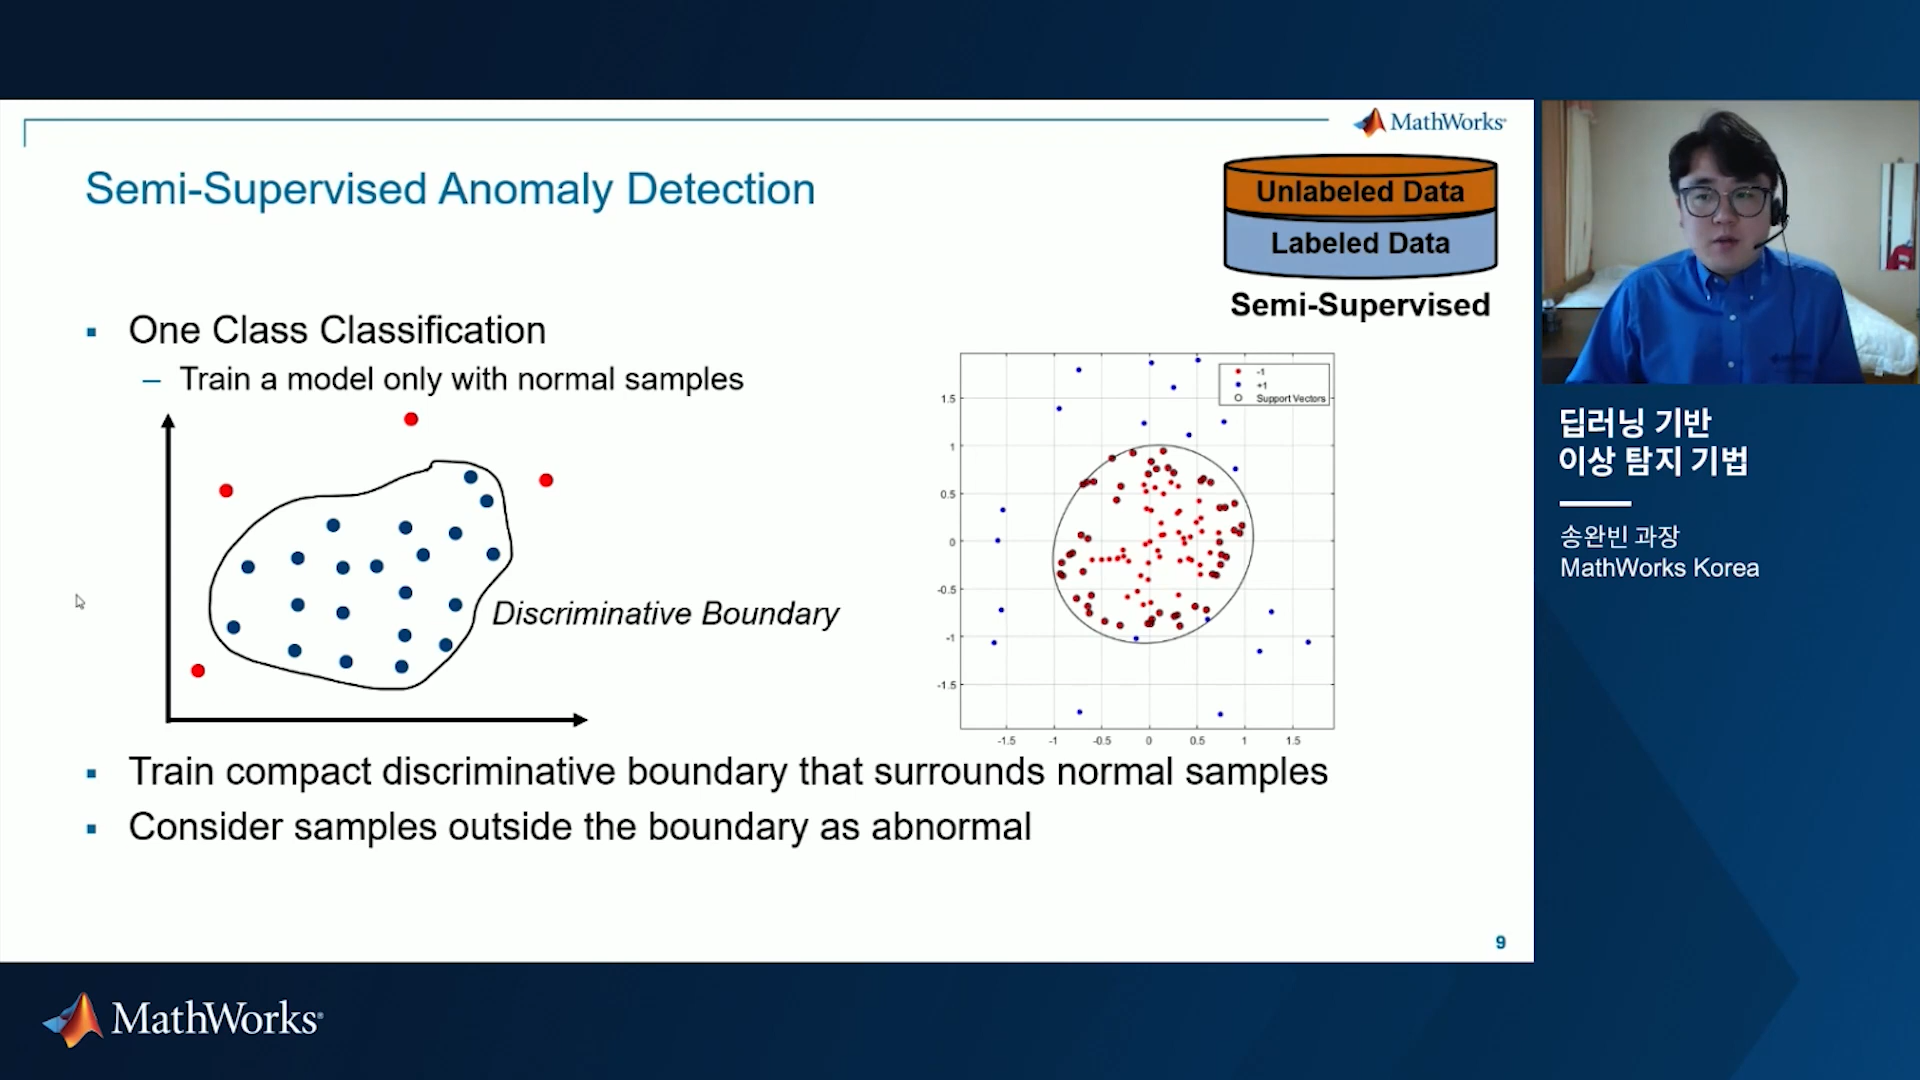 MathWorks®
Semi-Supervised Anomaly Detection
Unlabeled Data
Labeled Data
Semi-Supervised
One Class Classification
Train a model only with normal samples
Discriminative Boundary
-1
+1
Support Vectors
1.5
1
0.5
0
-0.5
-1
-1.5
-1.5
-1
-0.5
0
0.5
1
1.5
Train compact discriminative boundary that surrounds normal samples
Consider samples outside the boundary as abnormal
9
딥러닝 기반
이상 탐지 기법
송완빈 과장
MathWorks Korea
MathWorks®